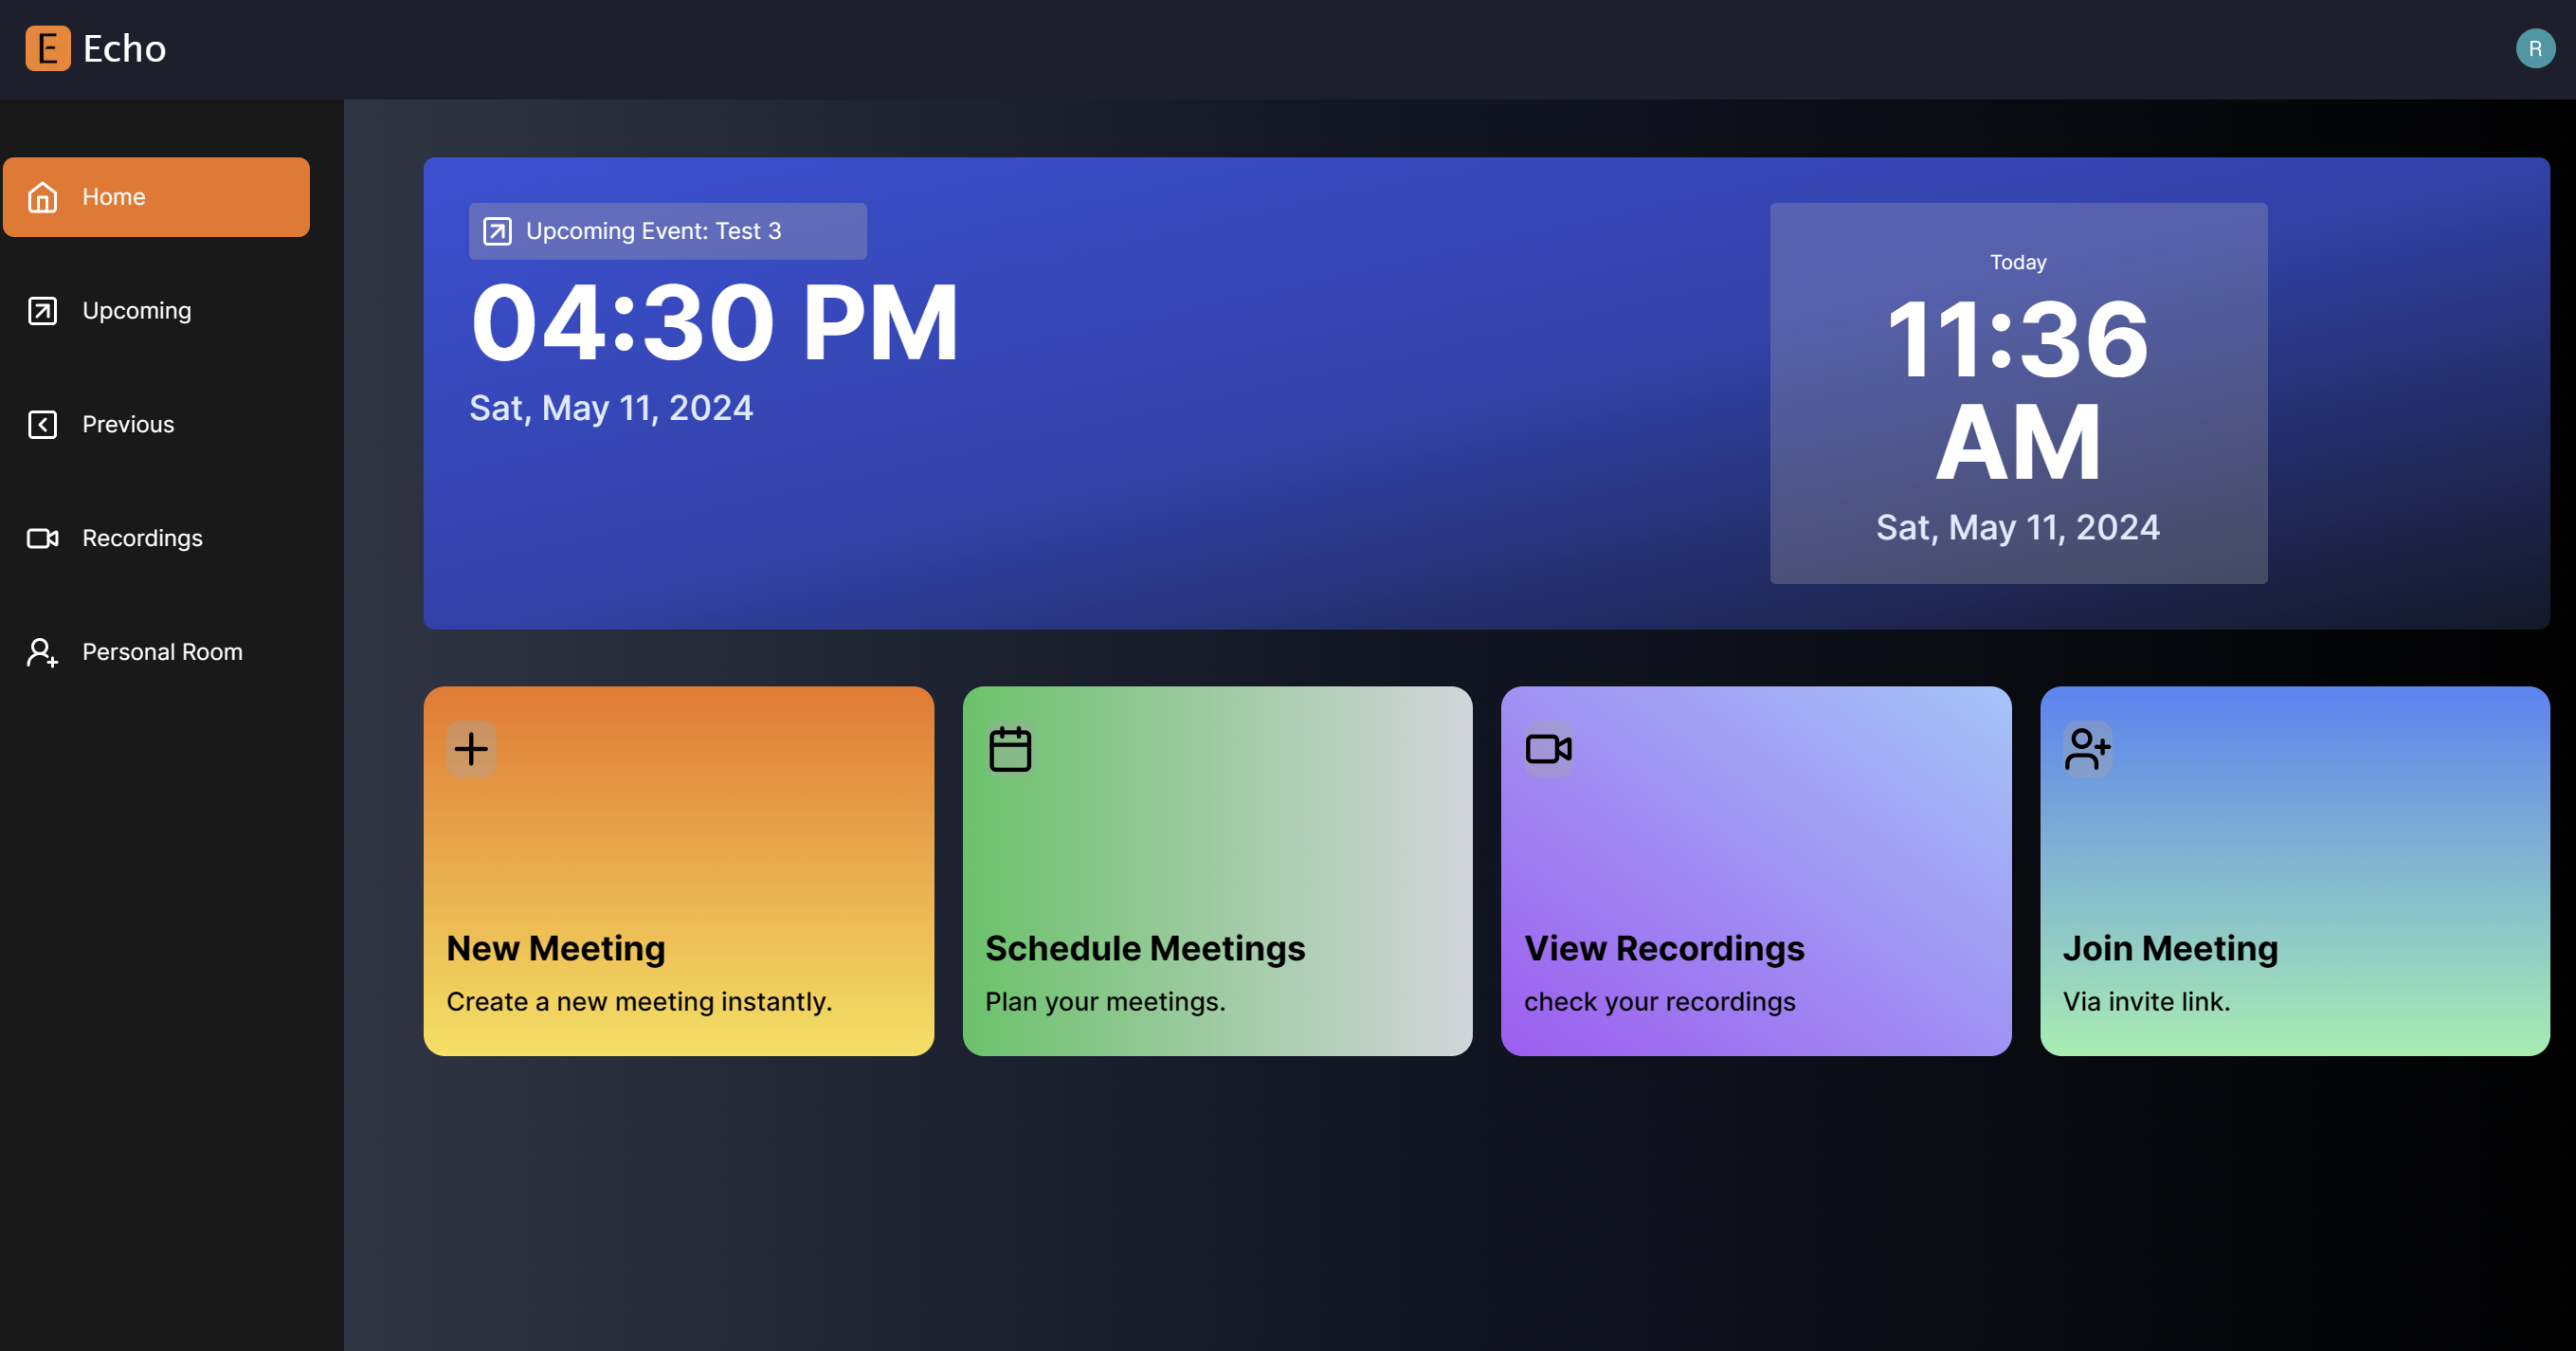 E Echo
R
Home
Upcoming
Previous
Recordings
Personal Room
Upcoming Event: Test 3
04:30 PM
Sat, May 11, 2024
Today
11:36
AM
Sat, May 11, 2024
New Meeting
Create a new meeting instantly.
Schedule Meetings
Plan your meetings.
View Recordings
check your recordings
Join Meeting
Via invite link.